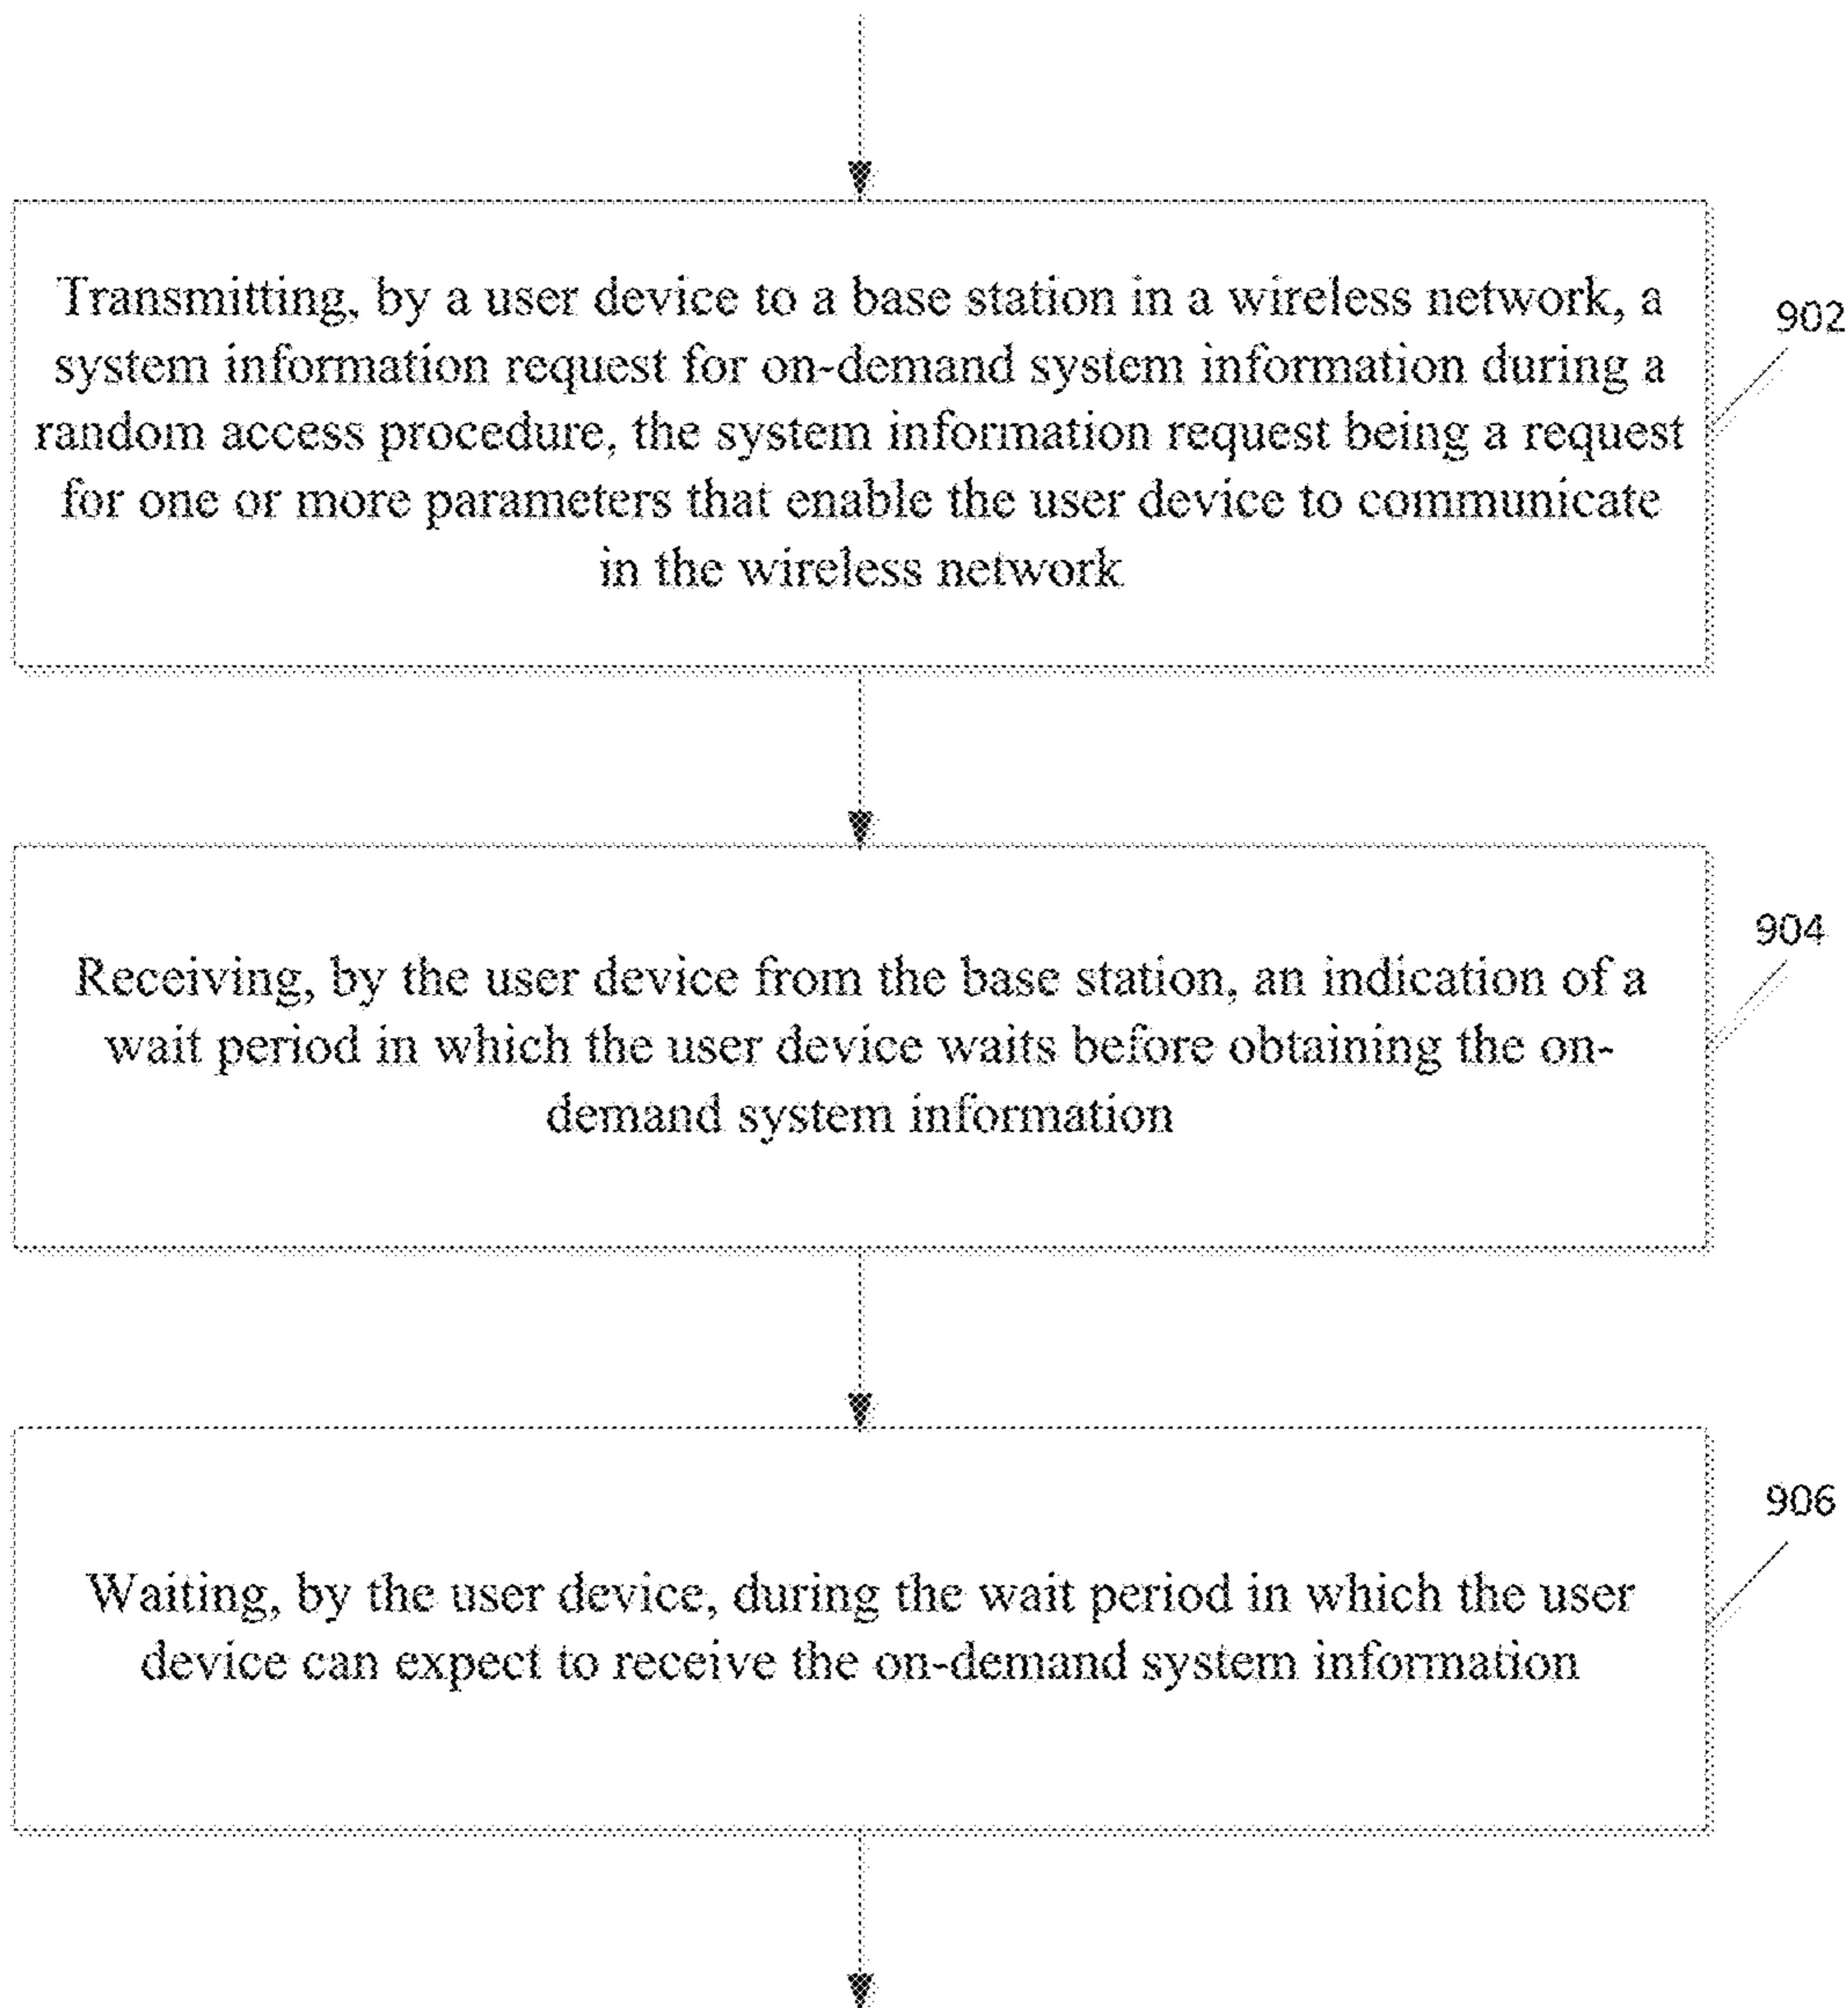 Transmitting, by a user device to a base station in a wireless network, a
system information request for on-demand system information during a
random access procedure, the system information request being a request
for one or more parameters that enable the user device to communicate
in the wireless network
902
Receiving, by the user device from the base station, an indication of a
wait period in which the user device waits before obtaining the on-
demand system information
904
Waiting, by the user device, during the wait period in which the user
device can expect to receive the on-demand system information
906